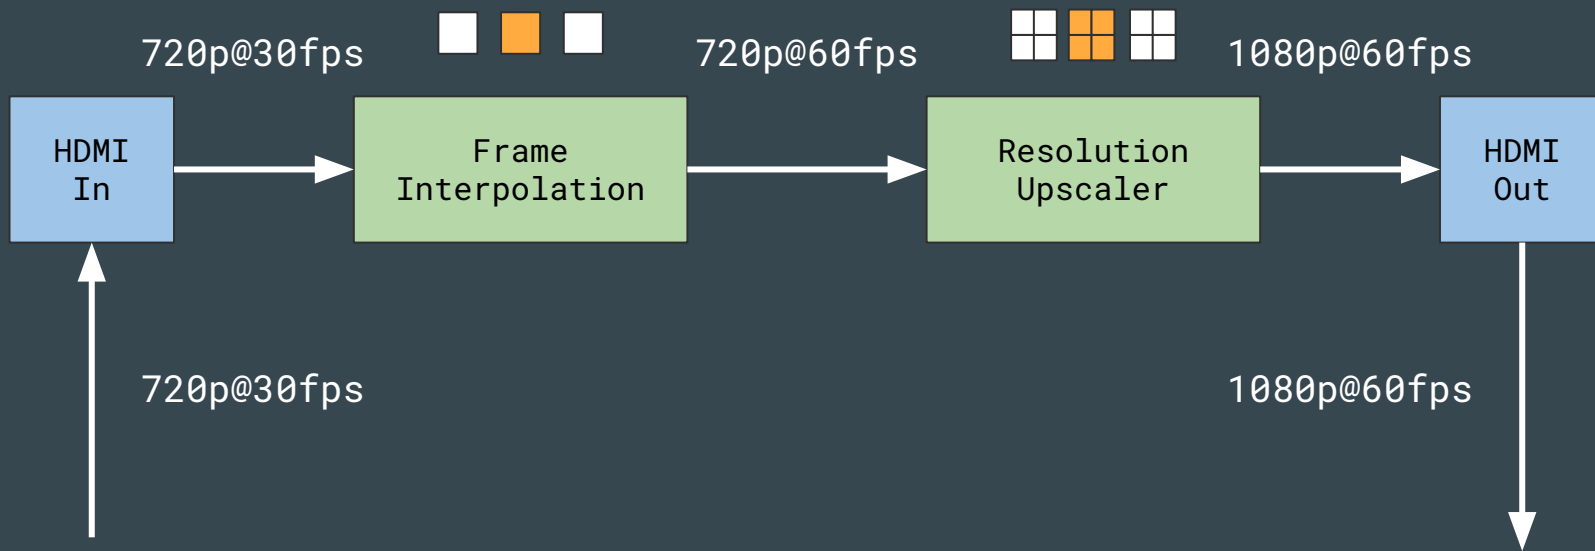 720p@30fps
720p@60fps
1080p@60fps
HDMI
In
Frame
Interpolation
Resolution
Upscaler
HDMI
Out
720p@30fps
1080p@60fps